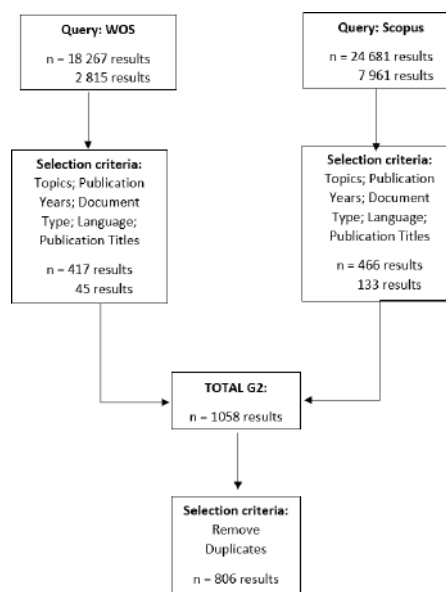 Query: WOS
n = 18 267 results
2 815 results
Query: Scopus
n = 24 681 results
7 961 results
Selection criteria:
Topics; Publication
Years; Document
Type; Language;
Publication Titles
n = 417 results
45 results
Selection criteria:
Topics; Publication
Years; Document
Type; Language;
Publication Titles
n = 466 results
133 results
TOTAL G2:
n = 1058 results
Selection criteria:
Remove
Duplicates
n = 806 results